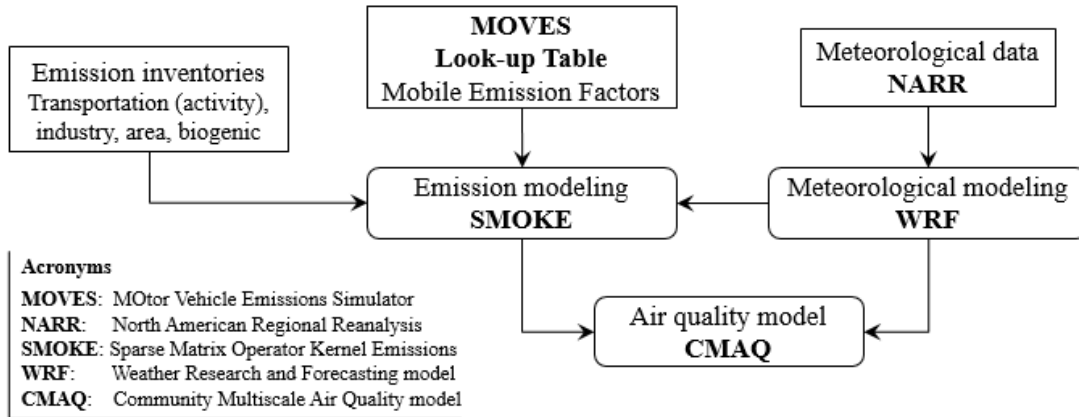 Emission inventories
Transportation (activity),
industry, area, biogenic
MOVES
Look-up Table
Mobile Emission Factors
Meteorological data
NARR
Emission modeling
SMOKE
Meteorological modeling
WRF
Air quality model
CMAQ
Acronyms
MOVES: MOtor Vehicle Emissions Simulator
NARR: North American Regional Reanalysis
SMOKE: Sparse Matrix Operator Kernel Emissions
WRF: Weather Research and Forecasting model
CMAQ: Community Multiscale Air Quality model